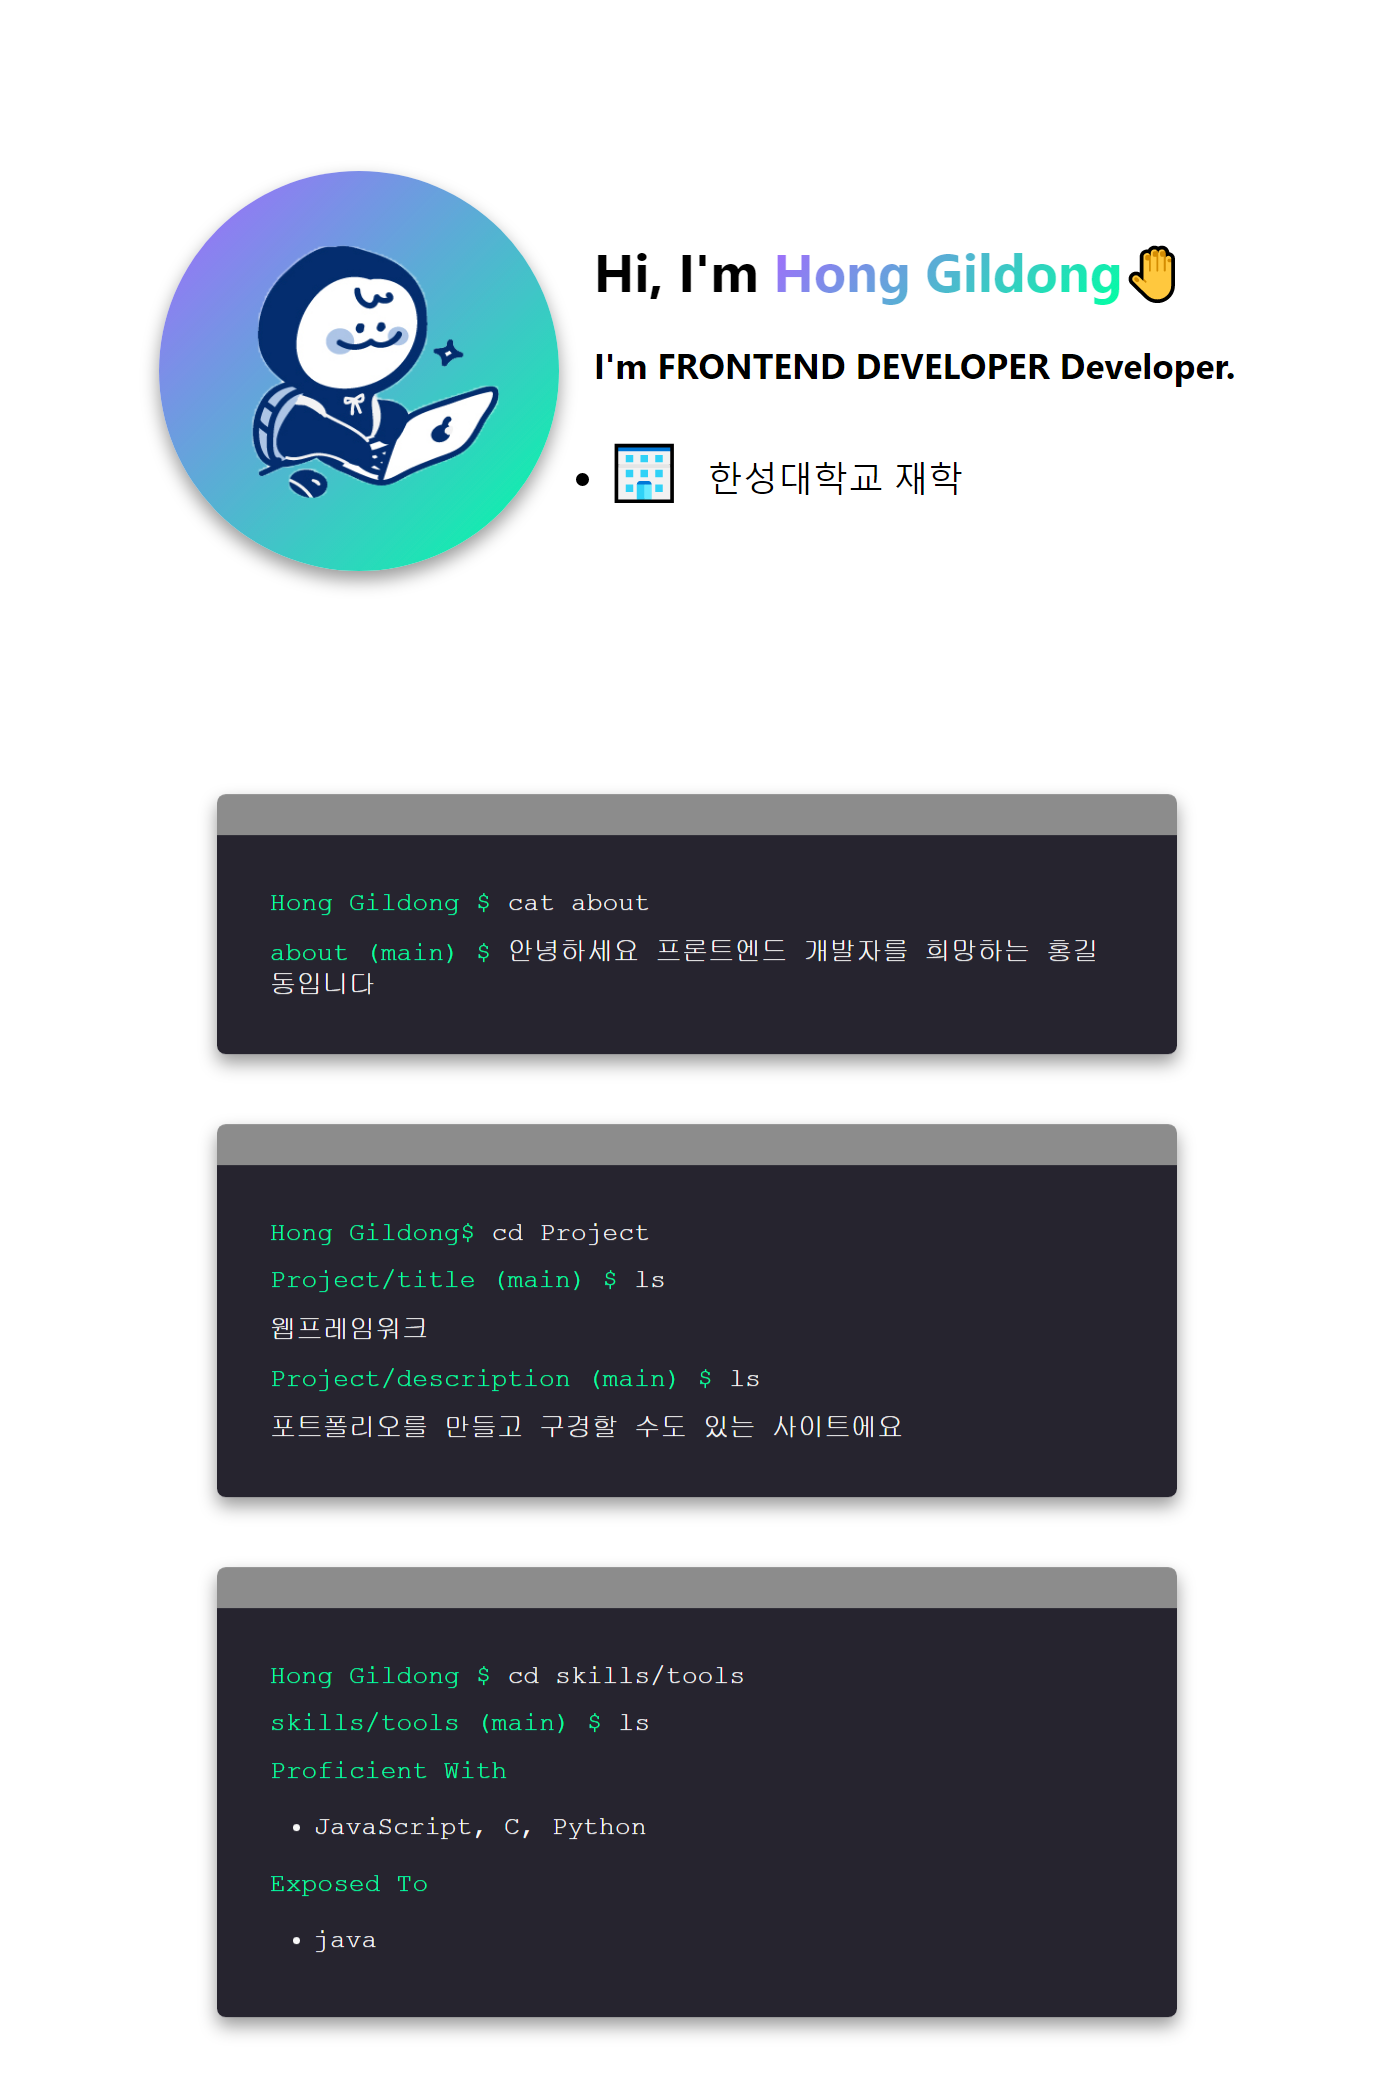 Hi, I'm Hong Gildong🤚
I'm FRONTEND DEVELOPER Developer.
• 🏢 한성대학교 재학
Hong Gildong $ cat about
about (main) $ 안녕하세요 프론트엔드 개발자를 희망하는 홍길
동입니다
Hong Gildong$ cd Project
Project/title (main) $ ls
웹프레임워크
Project/description (main) $ ls
포트폴리오를 만들고 구경할 수도 있는 사이트에요
Hong Gildong $ cd skills/tools
skills/tools (main) $ ls
Proficient With
• JavaScript, C, Python
Exposed To
• java